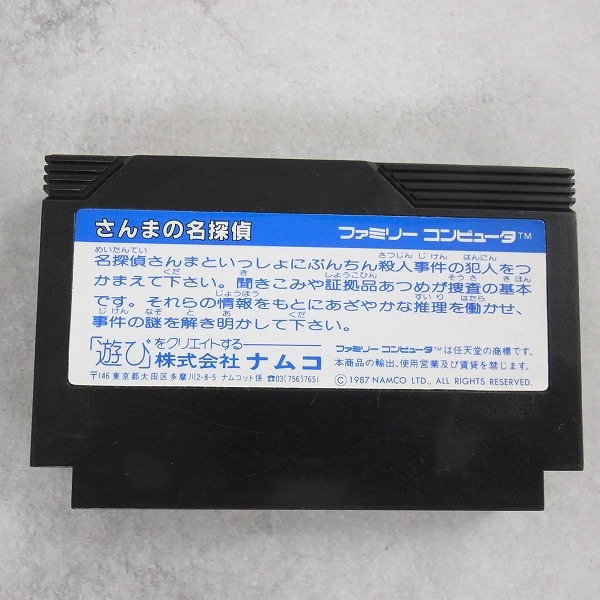 さんまの名探偵 ファミリー コンピュータ™
めいたんてい さつじん じ けん はんにん
名探偵さんまといっしょにぶんちん殺人事件の犯人をつ
くだ き しょうこひん そう さ き ほん
かまえて下さい。聞きこみや証拠品あつめが捜査の基本
じょうほう すい り はたら
です。それらの情報をもとにあざやかな推理を働かせ、
じ けん なぞ と あ くだ
事件の謎を解き明かして下さい。
「遊び」をクリエイトする── 株式会社 ナムコ
〒146 東京都大田区多摩川2-8-5 ナムコット係 ☎03(756)7651
ファミリー コンピュータ™は任天堂の商標です。
本商品の輸出、使用営業及び賃貸を禁じます。
©1987 NAMCO LTD., ALL RIGHTS RESERVED.